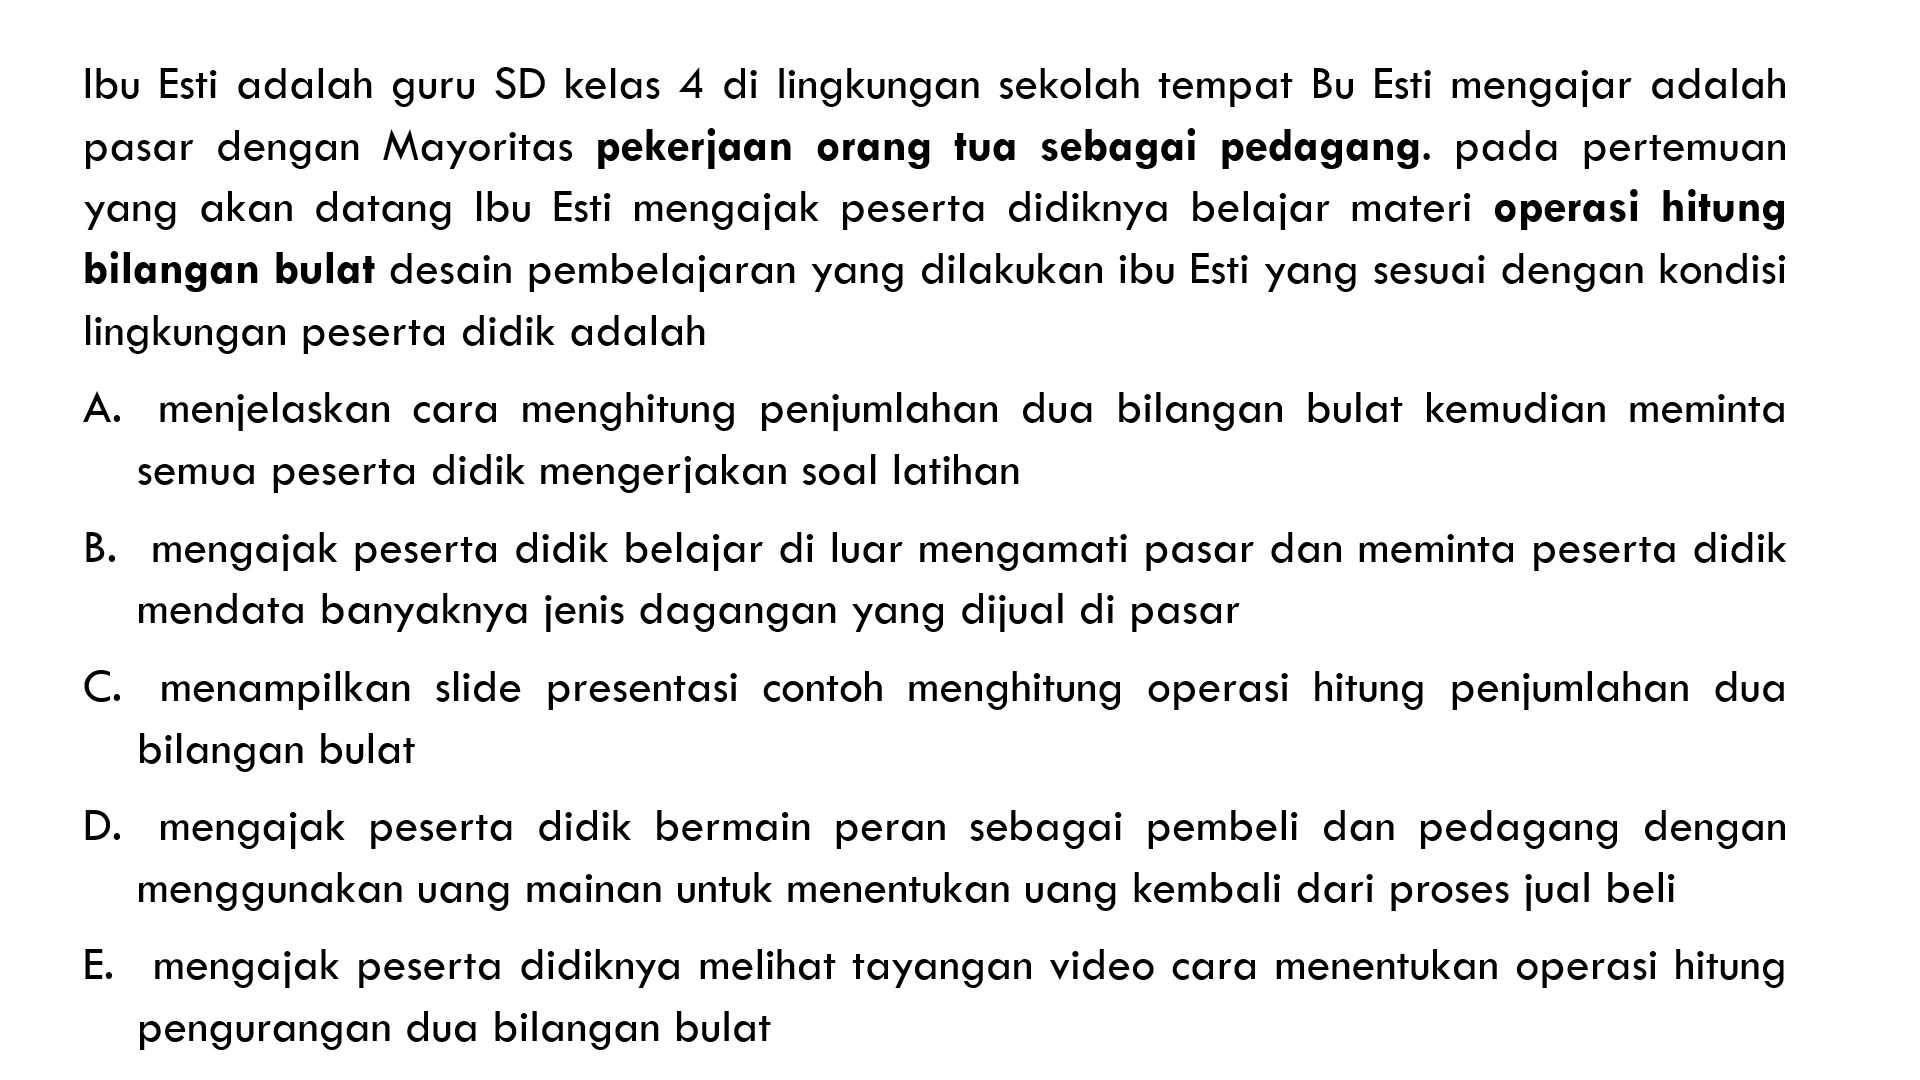 Ibu Esti adalah guru SD kelas 4 di lingkungan sekolah tempat Bu Esti mengajar adalah
pasar dengan Mayoritas pekerjaan orang tua sebagai pedagang. pada pertemuan
yang akan datang Ibu Esti mengajak peserta didiknya belajar materi operasi hitung
bilangan bulat desain pembelajaran yang dilakukan ibu Esti yang sesuai dengan kondisi
lingkungan peserta didik adalah
A. menjelaskan cara menghitung penjumlahan dua bilangan bulat kemudian meminta
semua peserta didik mengerjakan soal latihan
B. mengajak peserta didik belajar di luar mengamati pasar dan meminta peserta didik
mendata banyaknya jenis dagangan yang dijual di pasar
C. menampilkan slide presentasi contoh menghitung operasi hitung penjumlahan dua
bilangan bulat
D. mengajak peserta didik bermain peran sebagai pembeli dan pedagang dengan
menggunakan uang mainan untuk menentukan uang kembali dari proses jual beli
E. mengajak peserta didiknya melihat tayangan video cara menentukan operasi hitung
pengurangan dua bilangan bulat